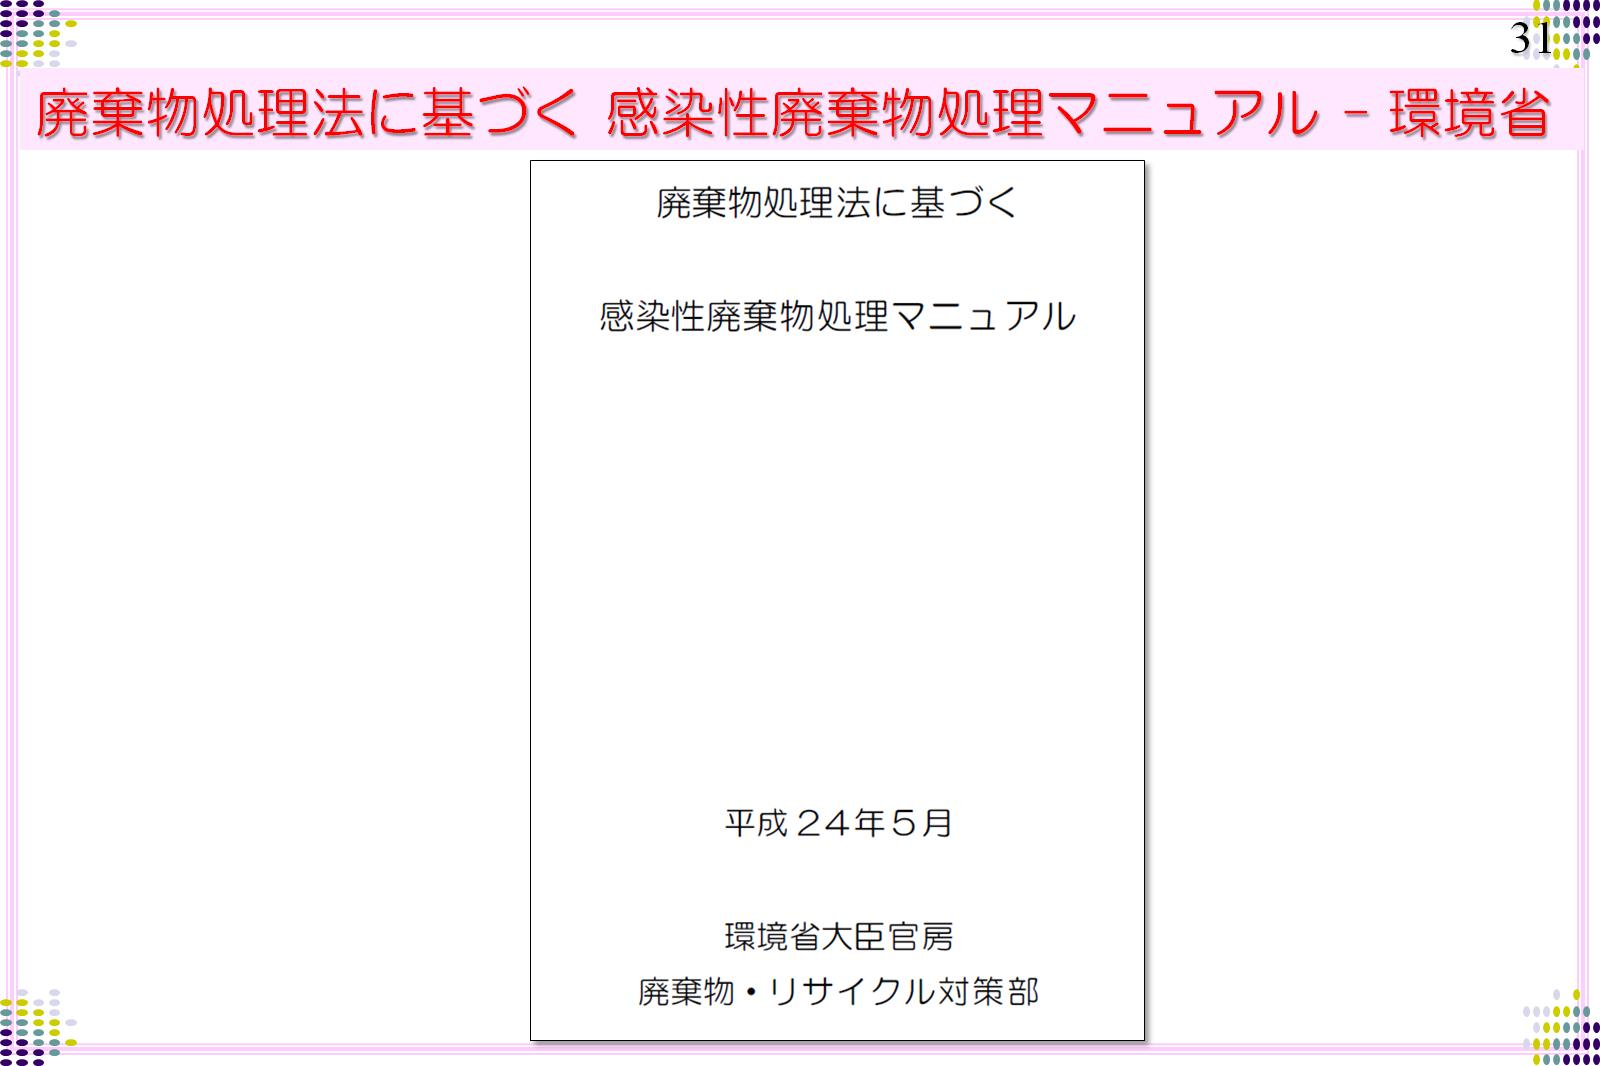 31
廃棄物処理法に基づく 感染性廃棄物処理マニュアル - 環境省
廃棄物処理法に基づく
感染性廃棄物処理マニュアル
平成２４年５月
環境省大臣官房
廃棄物・リサイクル対策部